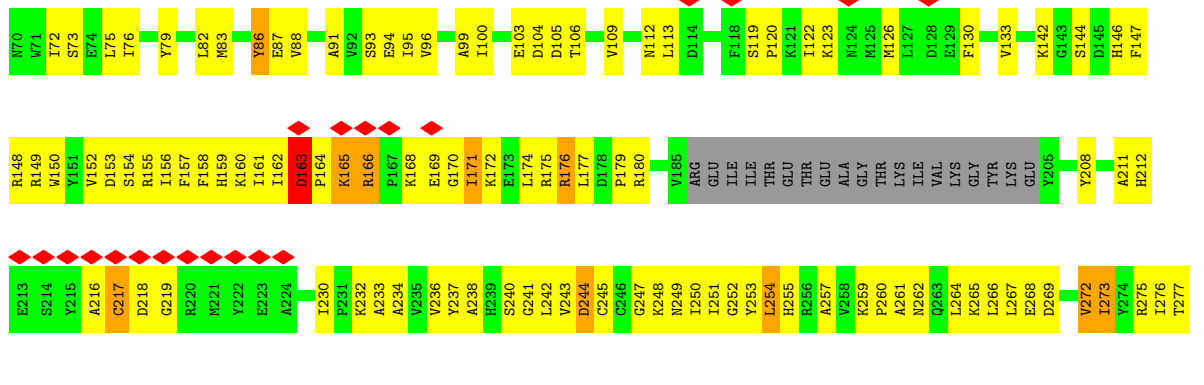 N70 W71 I72 S73 E74 L75 I76 Y79 L82 M83 Y86 E87 V88 A91 V92 S93 E94 I95 V96 A99 I100 E103 D104 D105 T106 V109 N112 L113 D114 F118 S119 P120 K121 I122 K123 N124 M125 M126 L127 D128 E129 F130 V133 K142 G143 S144 D145 H146 F147
R148 R149 W150 Y151 V152 D153 S154 R155 I156 F157 F158 H159 K160 I161 I162 D163 P164 K165 R166 P167 K168 E169 G170 I171 K172 E173 L174 R175 R176 L177 D178 P179 R180 V185 ARG GLU ILE ILE THR GLU THR GLU ALA GLY THR LYS ILE VAL LYS GLY TYR LYS GLU Y205 Y208 A211 H212
E213 S214 Y215 A216 C217 D218 G219 R220 M221 Y222 E223 A224 I230 P231 K232 A233 A234 V235 V236 Y237 A238 H239 S240 G241 L242 V243 D244 C245 C246 G247 K248 N249 I250 I251 G252 Y253 L254 H255 R256 A257 V258 K259 P260 A261 N262 Q263 L264 K265 L266 L267 E268 D269 V272 I273 Y274 R275 I276 T277